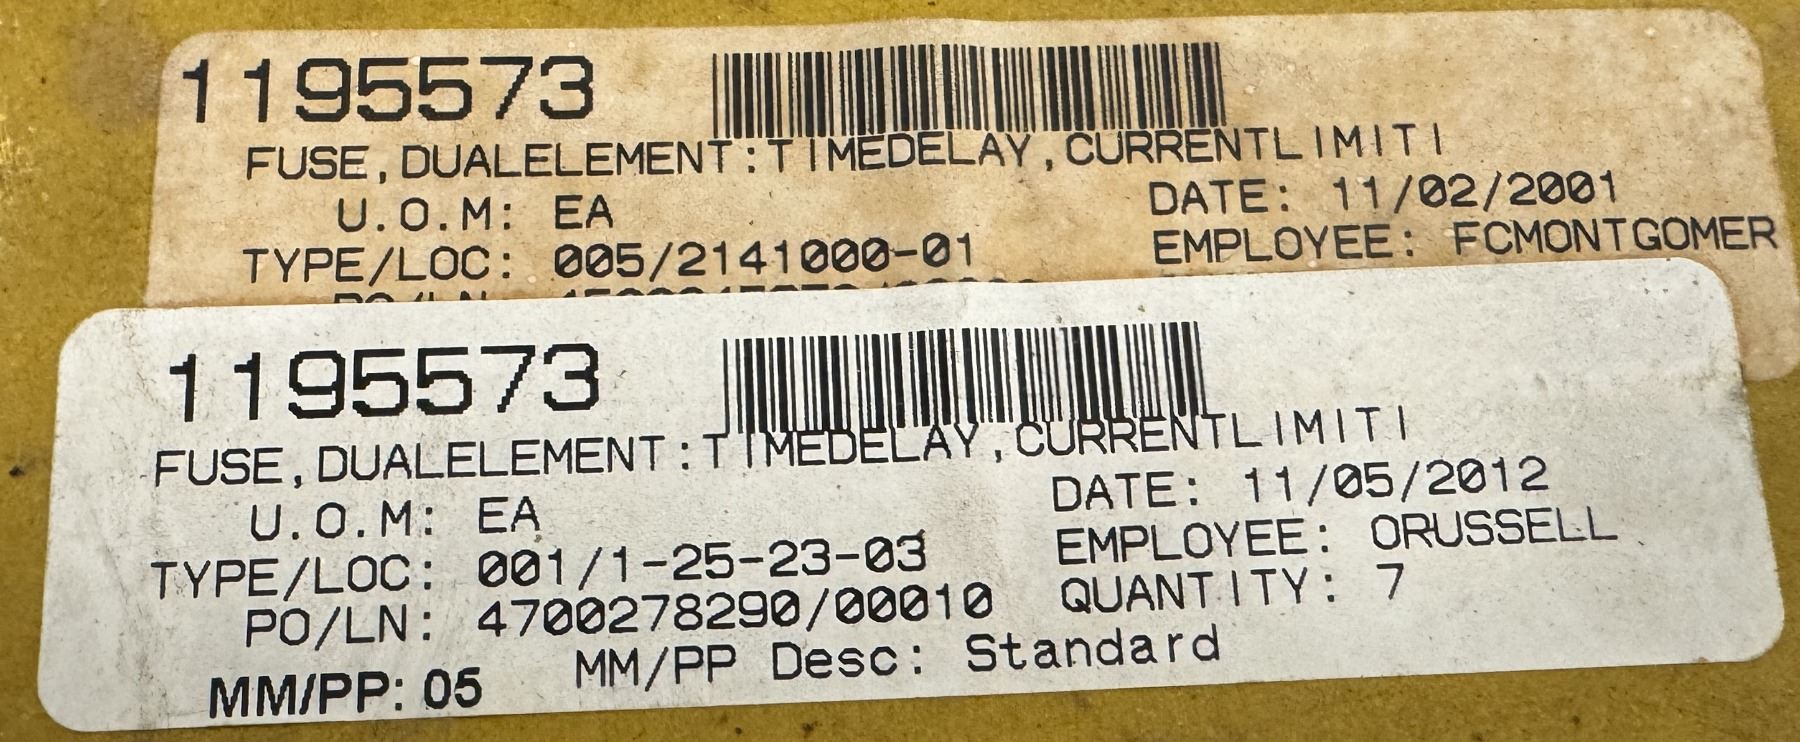 1195573
FUSE,DUALELEMENT:TIMEDELAY,CURRENTLIMITI
U.O.M: EA DATE: 11/02/2001
TYPE/LOC: 005/2141000-01 EMPLOYEE: FCMONTGOMER
1195573
FUSE,DUALELEMENT:TIMEDELAY,CURRENTLIMITI
U.O.M: EA DATE: 11/05/2012
TYPE/LOC: 001/1-25-23-03 EMPLOYEE: ORUSSELL
PO/LN: 4700278290/00010 QUANTITY: 7
MM/PP: 05 MM/PP Desc: Standard